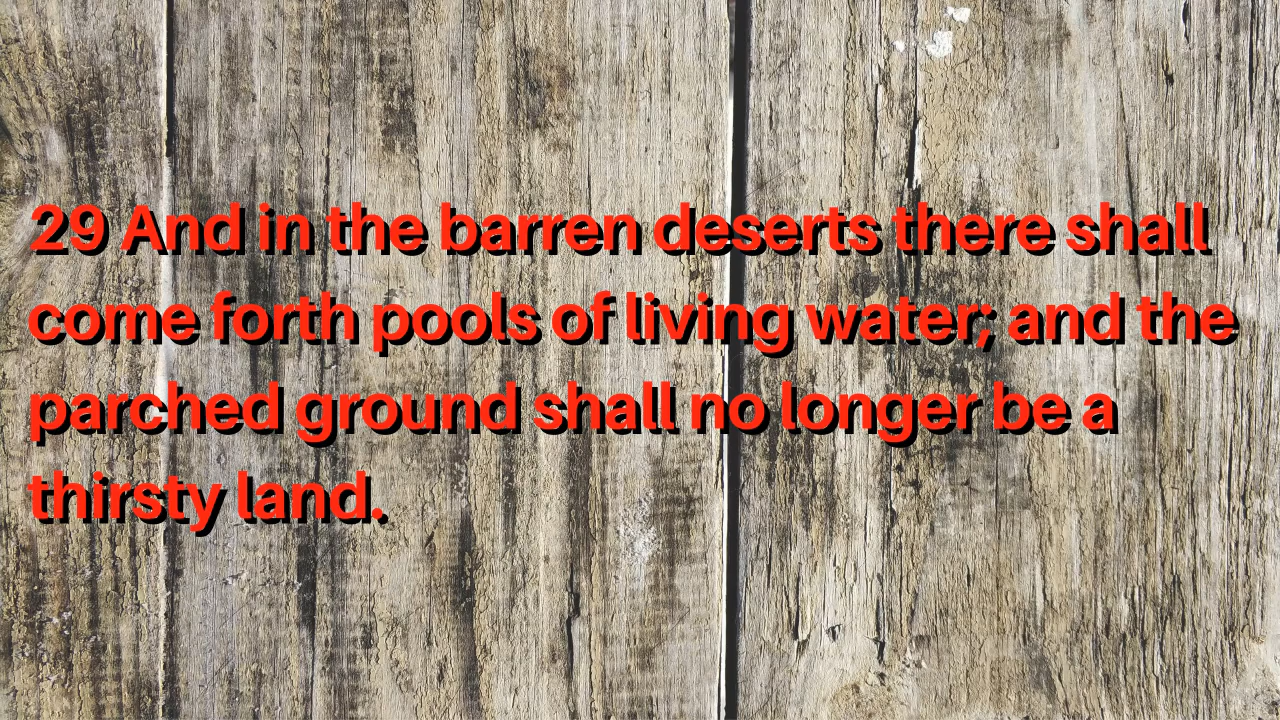 29 And in the barren deserts there shall
come forth pools of living water; and the
parched ground shall no longer be a
thirsty land.